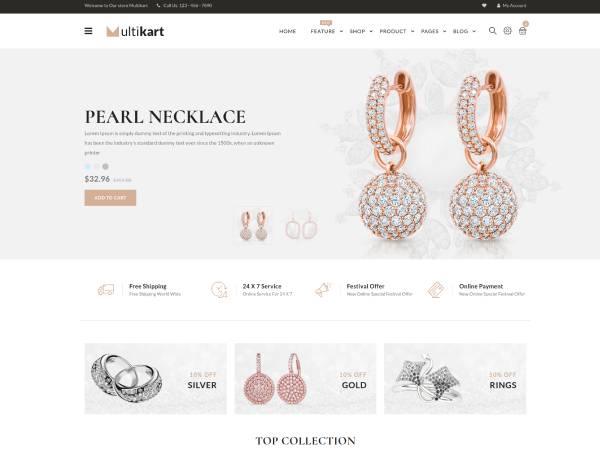 Welcome to Our store Multikart
Call Us: 123 - 456 - 7890
My Account
ultikart
HOME
FEATURE
SHOP
PRODUCT
PAGES
BLOG
PEARL NECKLACE
Lorem Ipsum is simply dummy text of the printing and typesetting industry. Lorem Ipsum
has been the industry's standard dummy text ever since the 1500s, when an unknown
printer
$32.96
ADD TO CART
Free Shipping
Free Shipping World Wide
24 X 7 Service
Online Service For 24 X 7
Festival Offer
New Online Special Festival Offer
Online Payment
New Online Special Festival Offer
10% OFF
SILVER
10% OFF
GOLD
10% OFF
RINGS
TOP COLLECTION